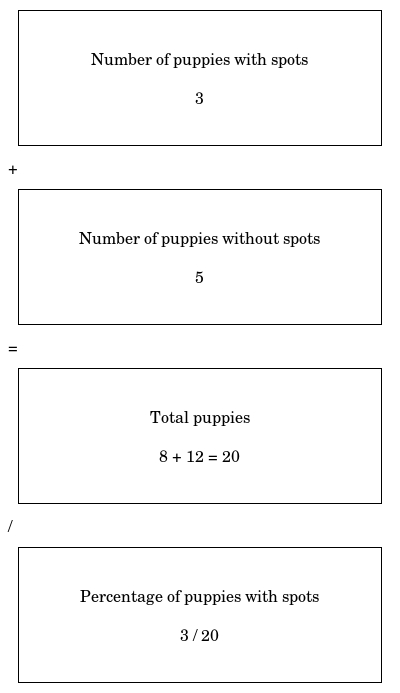 Number of puppies with spots
3
+
Number of puppies without spots
5
=
Total puppies
8 + 12 = 20
/
Percentage of puppies with spots
3 / 20